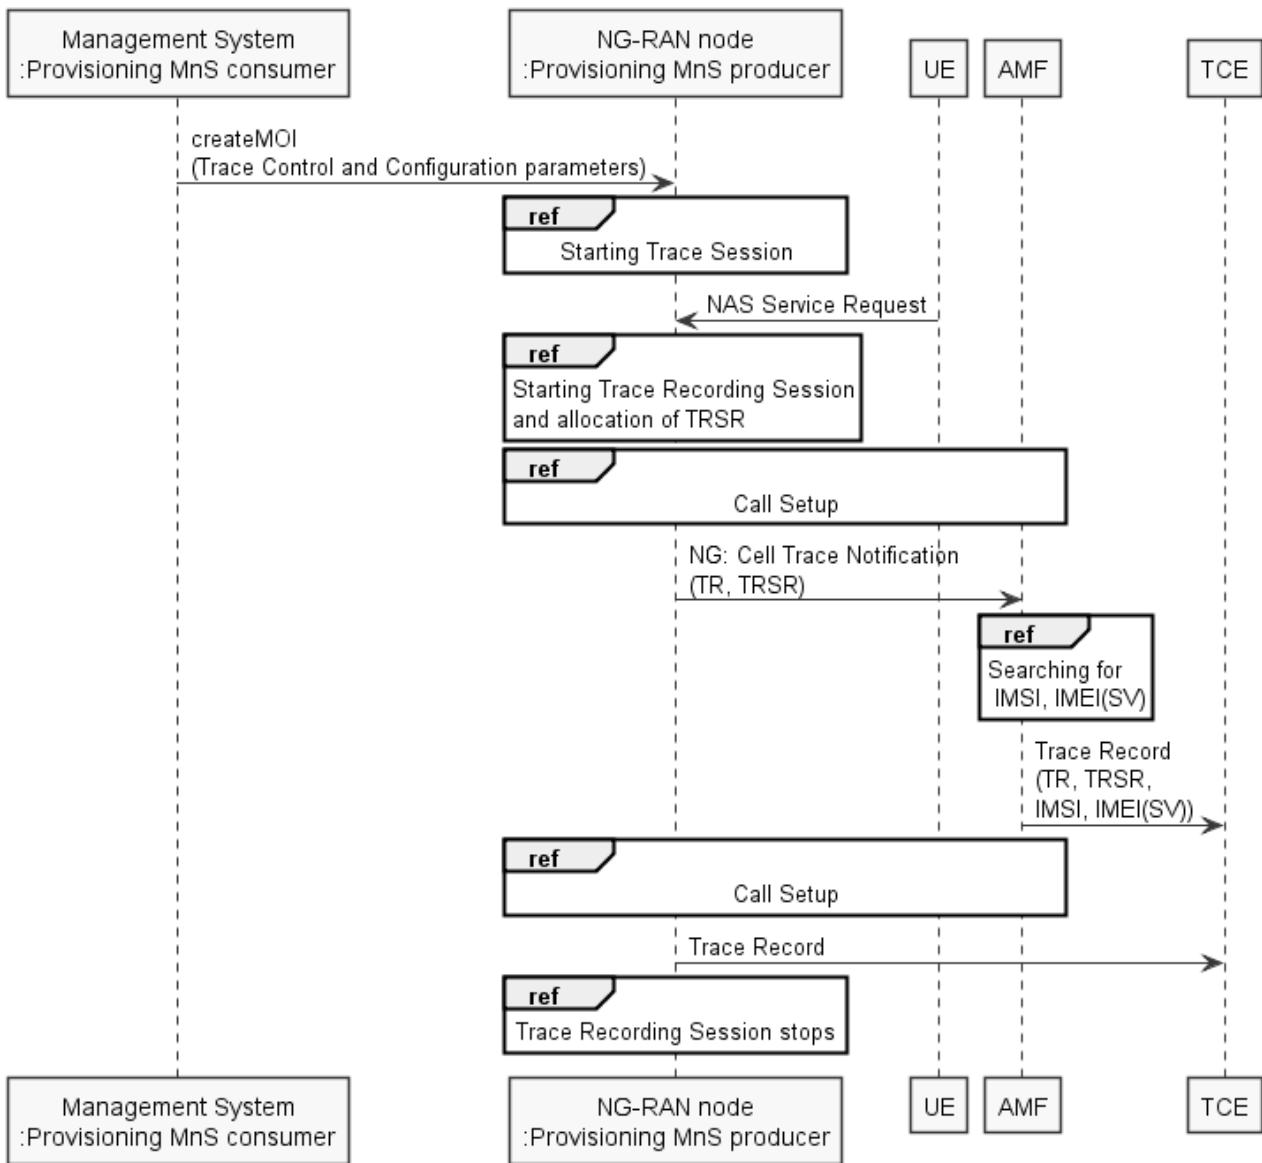 Management System
:Provisioning MnS consumer
NG-RAN node
:Provisioning MnS producer
UE
AMF
TCE
createMOI
(Trace Control and Configuration parameters)
ref
Starting Trace Session
NAS Service Request
ref
Starting Trace Recording Session
and allocation of TRSR
ref
Call Setup
NG: Cell Trace Notification
(TR, TRSR)
ref
Searching for
IMSI, IMEI(SV)
Trace Record
(TR, TRSR,
IMSI, IMEI(SV))
ref
Call Setup
Trace Record
ref
Trace Recording Session stops
Management System
:Provisioning MnS consumer
NG-RAN node
:Provisioning MnS producer
UE
AMF
TCE